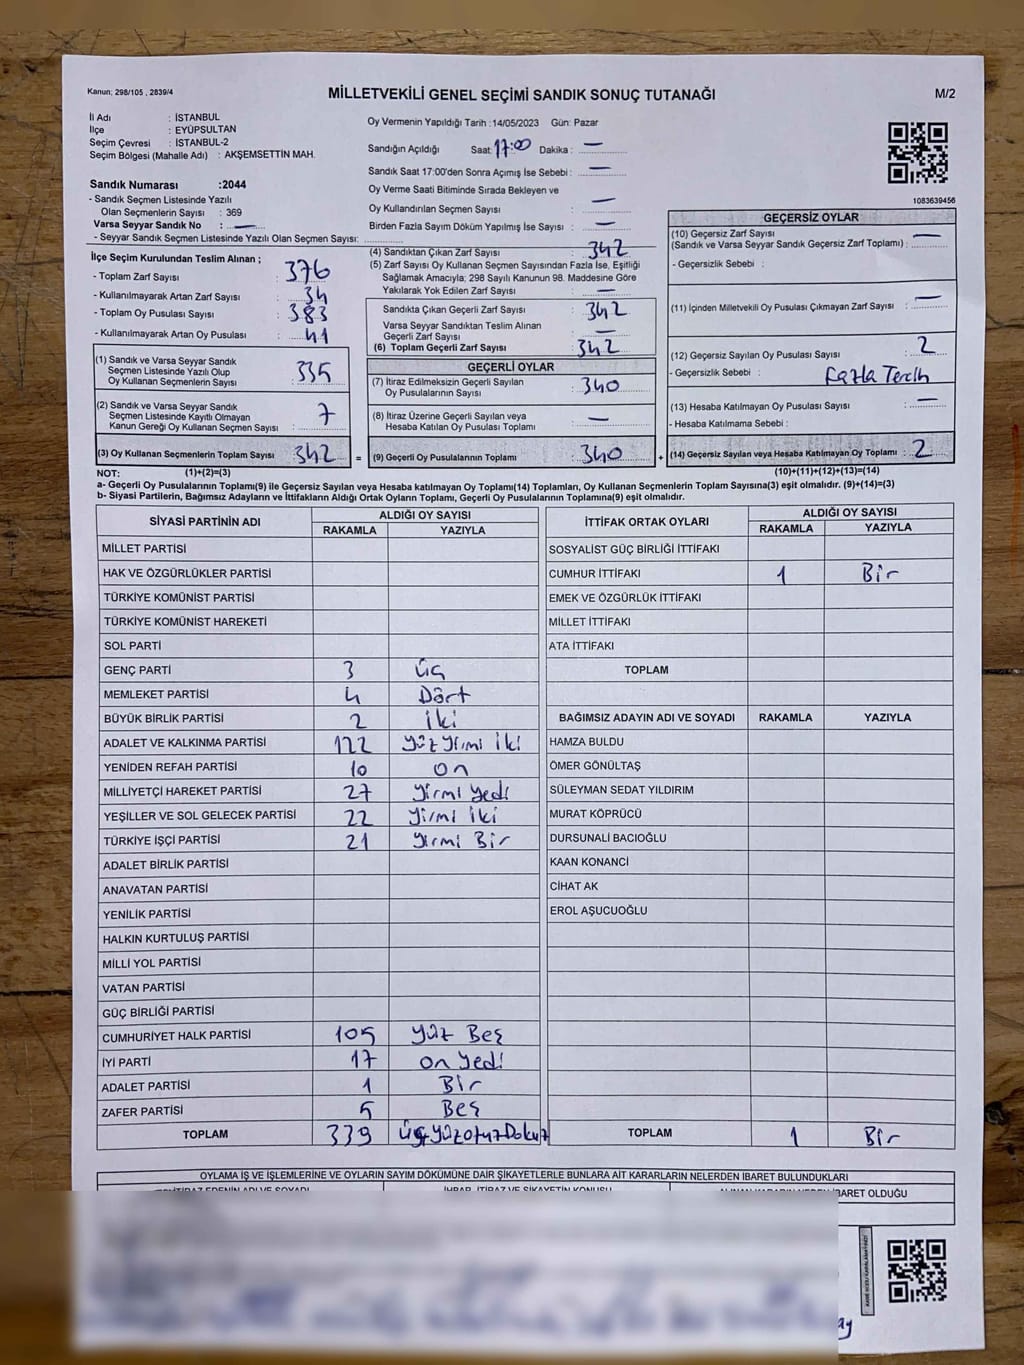 Kanun; 298/105 , 2839/4
MİLLETVEKİLİ GENEL SEÇİMİ SANDIK SONUÇ TUTANAĞI
M/2
İl Adı : İSTANBUL
İlçe : EYÜPSULTAN
Seçim Çevresi : İSTANBUL-2
Seçim Bölgesi (Mahalle Adı) : AKŞEMSETTİN MAH.
Sandık Numarası :2044
- Sandık Seçmen Listesinde Yazılı
Olan Seçmenlerin Sayısı : 369
Varsa Seyyar Sandık No : —
- Seyyar Sandık Seçmen Listesinde Yazılı Olan Seçmen Sayısı:
İlçe Seçim Kurulundan Teslim Alınan ;
- Toplam Zarf Sayısı : 376
- Kullanılmayarak Artan Zarf Sayısı : 34
- Toplam Oy Pusulası Sayısı : 383
- Kullanılmayarak Artan Oy Pusulası : 41
(1) Sandık ve Varsa Seyyar Sandık
Seçmen Listesinde Yazılı Olup
Oy Kullanan Seçmenlerin Sayısı : 335
(2) Sandık ve Varsa Seyyar Sandık
Seçmen Listesinde Kayıtlı Olmayan
Kanun Gereği Oy Kullanan Seçmen Sayısı : 7
(3) Oy Kullanan Seçmenlerin Toplam Sayısı : 342 =
Oy Vermenin Yapıldığı Tarih :14/05/2023 Gün: Pazar
Sandığın Açıldığı Saat: 17:00 Dakika : —
Sandık Saat 17:00'den Sonra Açımış İse Sebebi : —
Oy Verme Saati Bitiminde Sırada Bekleyen ve
Oy Kullandırılan Seçmen Sayısı : —
Birden Fazla Sayım Döküm Yapılmış İse Sayısı : —
(4) Sandıktan Çıkan Zarf Sayısı : 342
(5) Zarf Sayısı Oy Kullanan Seçmen Sayısından Fazla İse, Eşitliği
Sağlamak Amacıyla; 298 Sayılı Kanunun 98. Maddesine Göre
Yakılarak Yok Edilen Zarf Sayısı : —
Sandıkta Çıkan Geçerli Zarf Sayısı : 342
Varsa Seyyar Sandıktan Teslim Alınan
Geçerli Zarf Sayısı : —
(6) Toplam Geçerli Zarf Sayısı : 342
GEÇERLİ OYLAR
(7) İtiraz Edilmeksizin Geçerli Sayılan
Oy Pusulalarının Sayısı : 340
(8) İtiraz Üzerine Geçerli Sayılan veya
Hesaba Katılan Oy Pusulası Toplamı : —
(9) Geçerli Oy Pusulalarının Toplamı : 340 +
1083639456
GEÇERSİZ OYLAR
(10) Geçersiz Zarf Sayısı
(Sandık ve Varsa Seyyar Sandık Geçersiz Zarf Toplamı) : —
- Geçersizlik Sebebi :
(11) İçinden Milletvekili Oy Pusulası Çıkmayan Zarf Sayısı : —
(12) Geçersiz Sayılan Oy Pusulası Sayısı : 2
- Geçersizlik Sebebi : Fazla Tercih
(13) Hesaba Katılmayan Oy Pusulası Sayısı : —
- Hesaba Katılmama Sebebi :
(14) Geçersiz Sayılan veya Hesaba Katılmayan Oy Toplamı : 2
NOT: (1)+(2)=(3) (10)+(11)+(12)+(13)=(14)
a- Geçerli Oy Pusulalarının Toplamı(9) ile Geçersiz Sayılan veya Hesaba katılmayan Oy Toplamı(14) Toplamları, Oy Kullanan Seçmenlerin Toplam Sayısına(3) eşit olmalıdır. (9)+(14)=(3)
b- Siyasi Partilerin, Bağımsız Adayların ve İttifakların Aldığı Ortak Oyların Toplamı, Geçerli Oy Pusulalarının Toplamına(9) eşit olmalıdır.
SİYASİ PARTİNİN ADI ALDIĞI OY SAYISI
RAKAMLA YAZIYLA
MİLLET PARTİSİ
HAK VE ÖZGÜRLÜKLER PARTİSİ
TÜRKİYE KOMÜNİST PARTİSİ
TÜRKİYE KOMÜNİST HAREKETİ
SOL PARTİ
GENÇ PARTİ 3 Üç
MEMLEKET PARTİSİ 4 Dört
BÜYÜK BİRLİK PARTİSİ 2 İki
ADALET VE KALKINMA PARTİSİ 122 Yüz Yirmi İki
YENİDEN REFAH PARTİSİ 10 On
MİLLİYETÇİ HAREKET PARTİSİ 27 Yirmi Yedi
YEŞİLLER VE SOL GELECEK PARTİSİ 22 Yirmi İki
TÜRKİYE İŞÇİ PARTİSİ 21 Yirmi Bir
ADALET BİRLİK PARTİSİ
ANAVATAN PARTİSİ
YENİLİK PARTİSİ
HALKIN KURTULUŞ PARTİSİ
MİLLİ YOL PARTİSİ
VATAN PARTİSİ
GÜÇ BİRLİĞİ PARTİSİ
CUMHURİYET HALK PARTİSİ 105 Yüz Beş
İYİ PARTİ 17 On Yedi
ADALET PARTİSİ 1 Bir
ZAFER PARTİSİ 5 Beş
TOPLAM 339 ÜçYüzOtuzDokuz
İTTİFAK ORTAK OYLARI ALDIĞI OY SAYISI
RAKAMLA YAZIYLA
SOSYALİST GÜÇ BİRLİĞİ İTTİFAKI
CUMHUR İTTİFAKI 1 Bir
EMEK VE ÖZGÜRLÜK İTTİFAKI
MİLLET İTTİFAKI
ATA İTTİFAKI
TOPLAM
BAĞIMSIZ ADAYIN ADI VE SOYADI RAKAMLA YAZIYLA
HAMZA BULDU
ÖMER GÖNÜLTAŞ
SÜLEYMAN SEDAT YILDIRIM
MURAT KÖPRÜCÜ
DURSUNALİ BACIOĞLU
KAAN KONANCİ
CİHAT AK
EROL AŞUCUOĞLU
TOPLAM 1 Bir
OYLAMA İŞ VE İŞLEMLERİNE VE OYLARIN SAYIM DÖKÜMÜNE DAİR ŞİKAYETLERLE BUNLARA AİT KARARLARIN NELERDEN İBARET BULUNDUKLARI
İTİRAZ EDENİN ADI VE SOYADI İHBAR, İTİRAZ VE ŞİKAYETİN KONUSU İBARET OLDUĞU